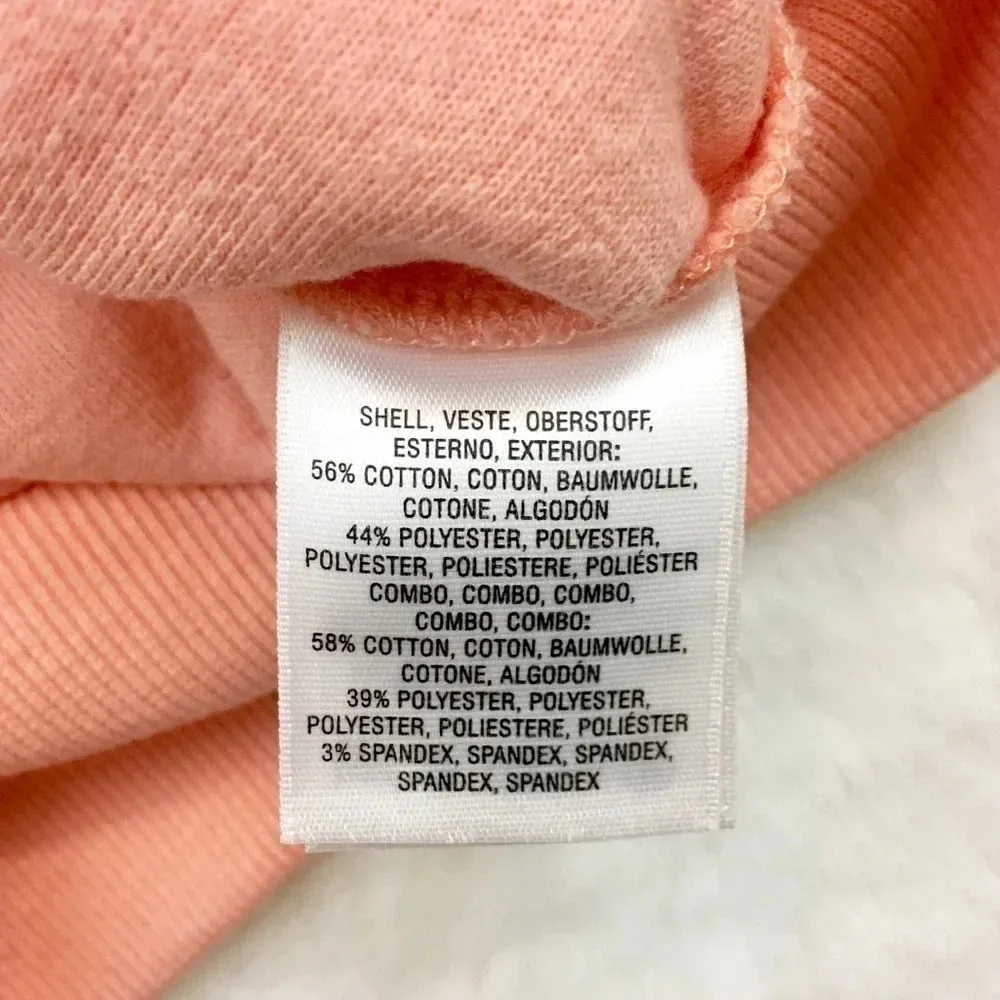 SHELL, VESTE, OBERSTOFF,
ESTERNO, EXTERIOR:
56% COTTON, COTON, BAUMWOLLE,
COTONE, ALGODÓN
44% POLYESTER, POLYESTER,
POLYESTER, POLIESTERE, POLIÉSTER
COMBO, COMBO, COMBO,
COMBO, COMBO:
58% COTTON, COTON, BAUMWOLLE,
COTONE, ALGODÓN
39% POLYESTER, POLYESTER,
POLYESTER, POLIESTERE, POLIÉSTER
3% SPANDEX, SPANDEX, SPANDEX,
SPANDEX, SPANDEX